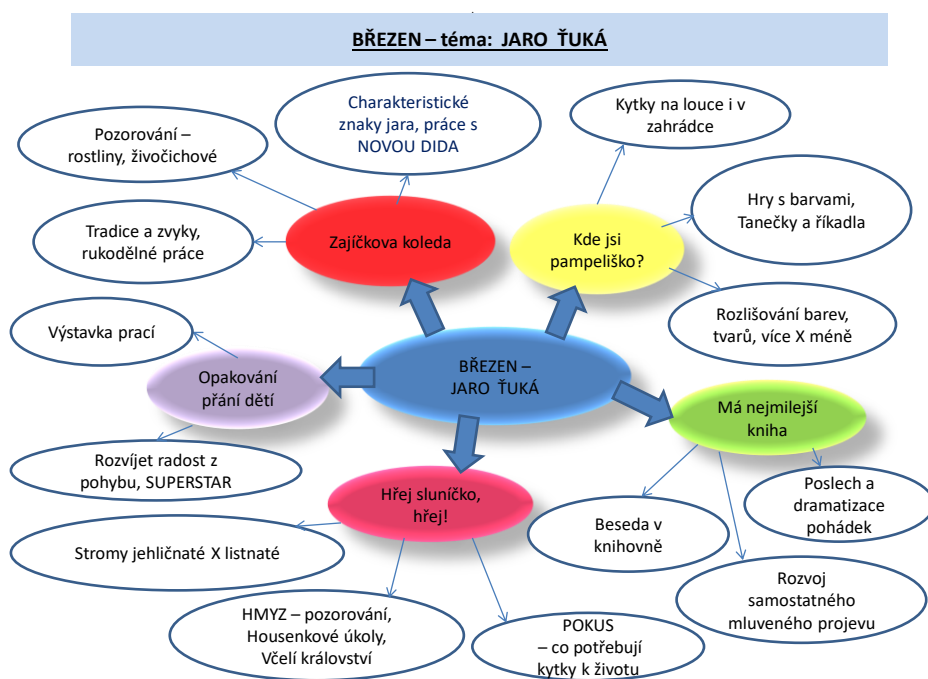 BŘEZEN – téma: JARO ŤUKÁ
Charakteristické
znaky jara, práce s
NOVOU DIDA
Kytky na louce i v
zahrádce
Pozorování –
rostliny, živočichové
Hry s barvami,
Tanečky a říkadla
Tradice a zvyky,
rukodělné práce
Zajíčkova koleda
Kde jsi
pampeliško?
Rozlišování barev,
tvarů, více X méně
Výstavka prací
BŘEZEN –
JARO ŤUKÁ
Opakování
přání dětí
Má nejmilejší
kniha
Rozvíjet radost z
pohybu, SUPERSTAR
Hřej sluníčko,
hřej!
Poslech a
dramatizace
pohádek
Beseda v
knihovně
Stromy jehličnaté X listnaté
Rozvoj
samostatného
mluveného projevu
HMYZ – pozorování,
Housenkové úkoly,
Včelí království
POKUS
– co potřebují
kytky k životu